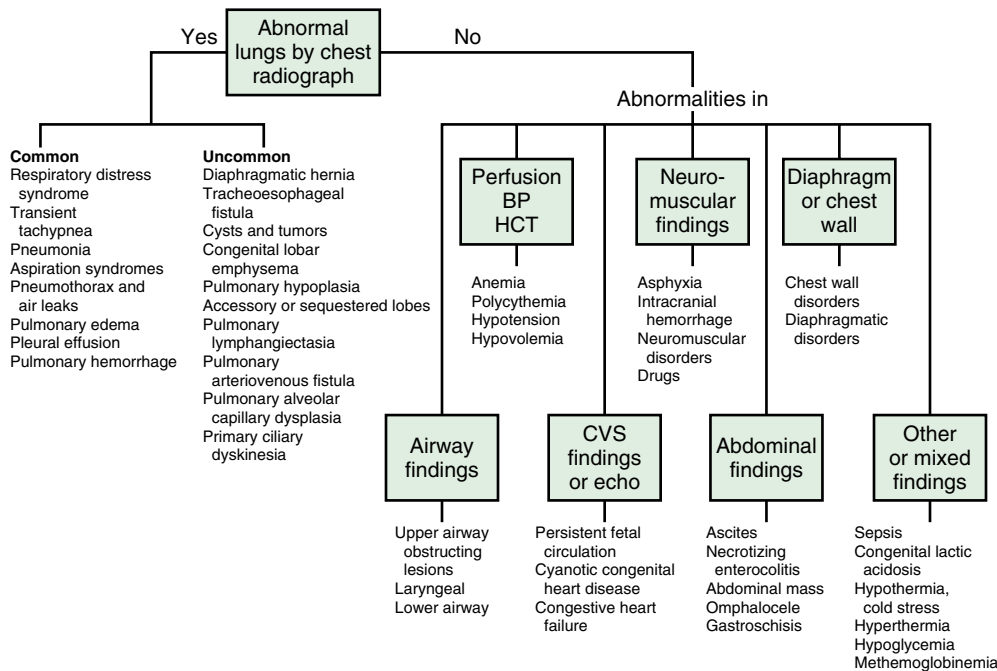 Abnormal
lungs by chest
radiograph
Yes
No
Abnormalities in
Common
Respiratory distress
syndrome
Transient
tachypnea
Pneumonia
Aspiration syndromes
Pneumothorax and
air leaks
Pulmonary edema
Pleural effusion
Pulmonary hemorrhage
Uncommon
Diaphragmatic hernia
Tracheoesophageal
fistula
Cysts and tumors
Congenital lobar
emphysema
Pulmonary hypoplasia
Accessory or sequestered lobes
Pulmonary
lymphangiectasia
Pulmonary
arteriovenous fistula
Pulmonary alveolar
capillary dysplasia
Primary ciliary
dyskinesia
Perfusion
BP
HCT
Anemia
Polycythemia
Hypotension
Hypovolemia
Neuro-
muscular
findings
Asphyxia
Intracranial
hemorrhage
Neuromuscular
disorders
Drugs
Diaphragm
or chest
wall
Chest wall
disorders
Diaphragmatic
disorders
Airway
findings
Upper airway
obstructing
lesions
Laryngeal
Lower airway
CVS
findings
or echo
Persistent fetal
circulation
Cyanotic congenital
heart disease
Congestive heart
failure
Abdominal
findings
Ascites
Necrotizing
enterocolitis
Abdominal mass
Omphalocele
Gastroschisis
Other
or mixed
findings
Sepsis
Congenital lactic
acidosis
Hypothermia,
cold stress
Hyperthermia
Hypoglycemia
Methemoglobinemia